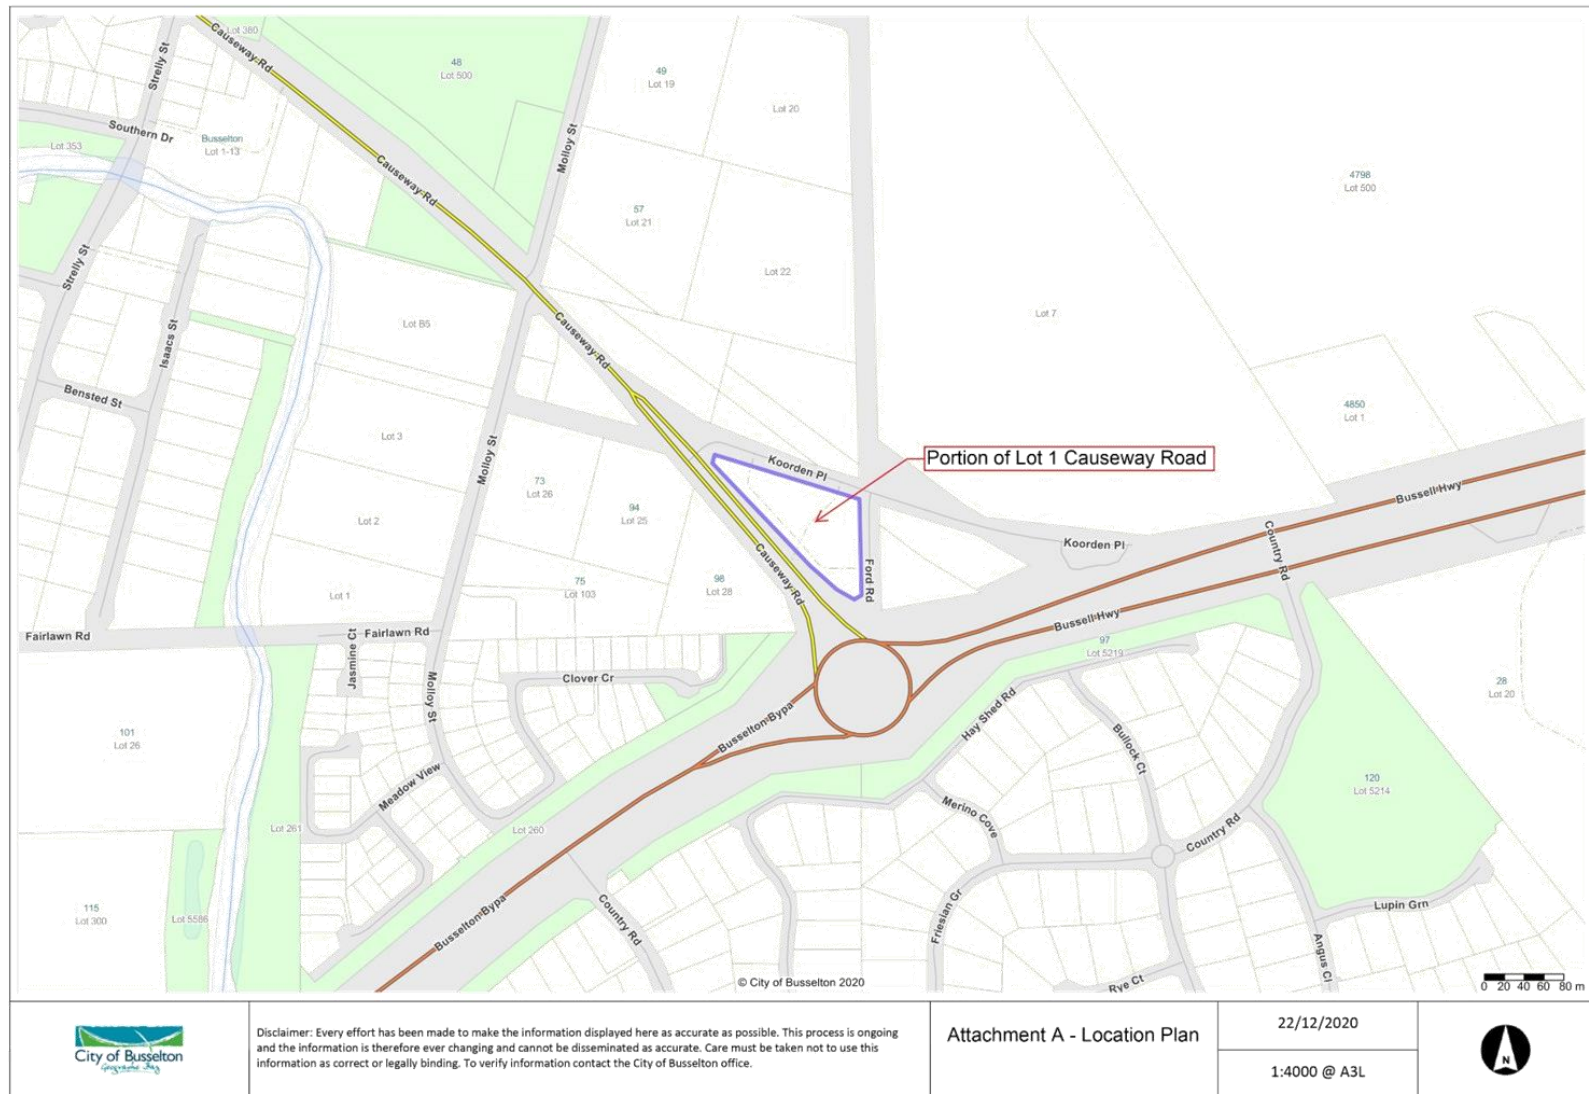 Lot 380
Causeway Rd
Strelly St
48
Lot 500
49
Lot 19
Lot 20
Southern Dr
Lot 353
Busselton
Lot 1-13
Molloy St
Causeway Rd
4798
Lot 500
57
Lot 21
Strelly St
Lot 22
Lot B5
Isaacs St
Causeway Rd
Lot 7
Bensted St
4850
Lot 1
Lot 3
Molloy St
Koorden Pl
Portion of Lot 1 Causeway Road
73
Lot 26
Bussell Hwy
94
Lot 25
Lot 2
Country Rd
Koorden Pl
Causeway Rd
Ford Rd
75
Lot 103
98
Lot 28
Lot 1
Fairlawn Rd
Fairlawn Rd
Jasmine Ct
Bussell Hwy
97
Lot 5219
Clover Cr
Molloy St
28
Lot 20
Hay Shed Rd
Busselton Bypa
101
Lot 26
Bullock Ct
Meadow View
120
Lot 5214
Merino Cove
Lot 261
Lot 260
Country Rd
115
Lot 300
Lot 5586
Busselton Bypa
Country Rd
Friesian Gr
Lupin Grn
Angus Cl
Rye Ct
© City of Busselton 2020
0 20 40 60 80 m
City of Busselton
Geographe Bay
Disclaimer: Every effort has been made to make the information displayed here as accurate as possible. This process is ongoing
and the information is therefore ever changing and cannot be disseminated as accurate. Care must be taken not to use this
information as correct or legally binding. To verify information contact the City of Busselton office.
Attachment A - Location Plan
22/12/2020
1:4000 @ A3L
N